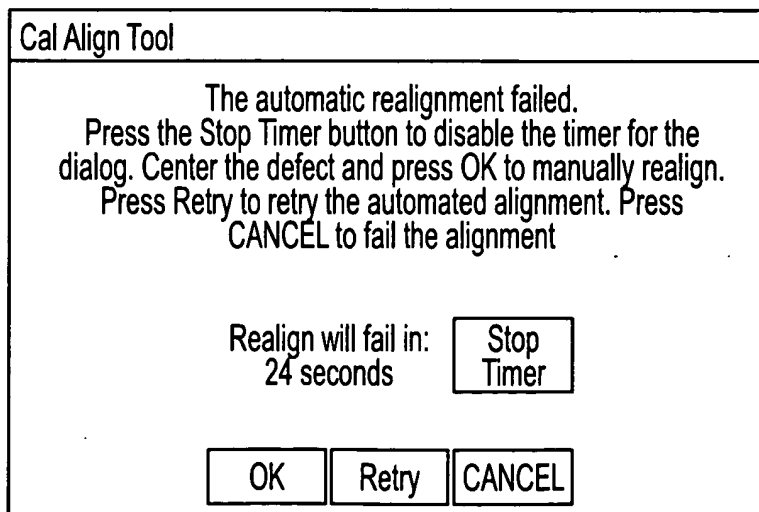 Cal Align Tool
The automatic realignment failed.
Press the Stop Timer button to disable the timer for the
dialog. Center the defect and press OK to manually realign.
Press Retry to retry the automated alignment. Press
CANCEL to fail the alignment
Realign will fail in:
24 seconds
Stop
Timer
OK
Retry
CANCEL